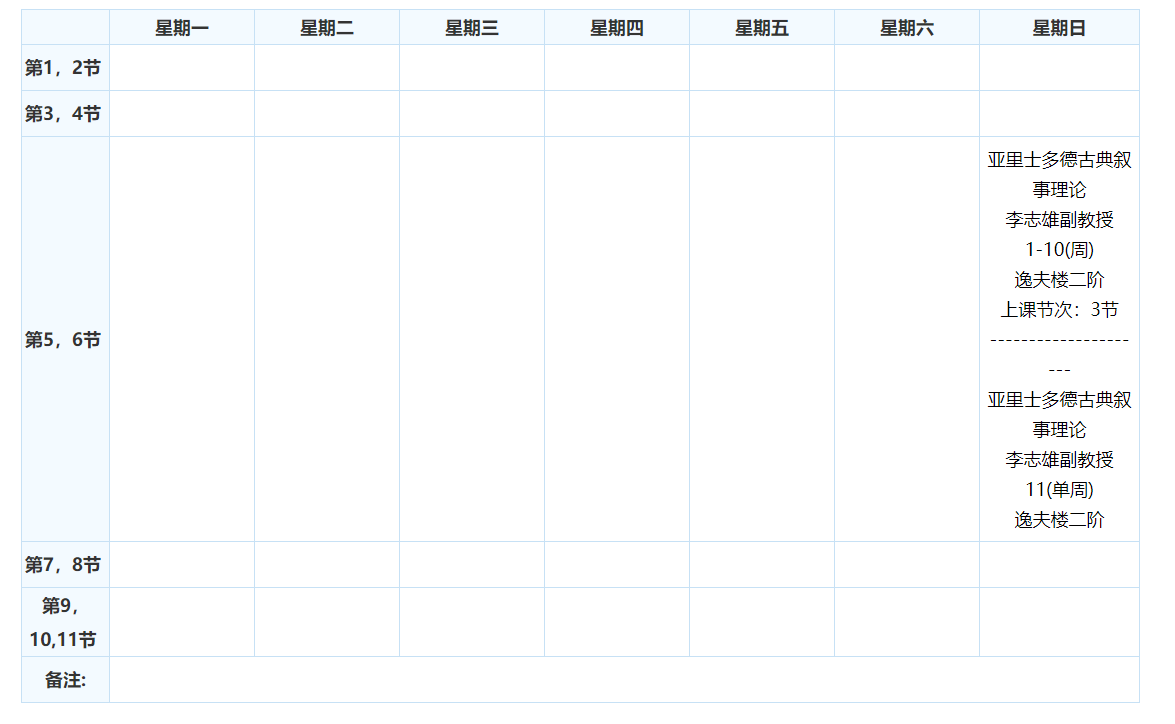 星期一 星期二 星期三 星期四 星期五 星期六 星期日
第1，2节
第3，4节
第5，6节
亚里士多德古典叙
事理论
李志雄副教授
1-10(周)
逸夫楼二阶
上课节次：3节
------------------
---
亚里士多德古典叙
事理论
李志雄副教授
11(单周)
逸夫楼二阶
第7，8节
第9，
10,11节
备注: